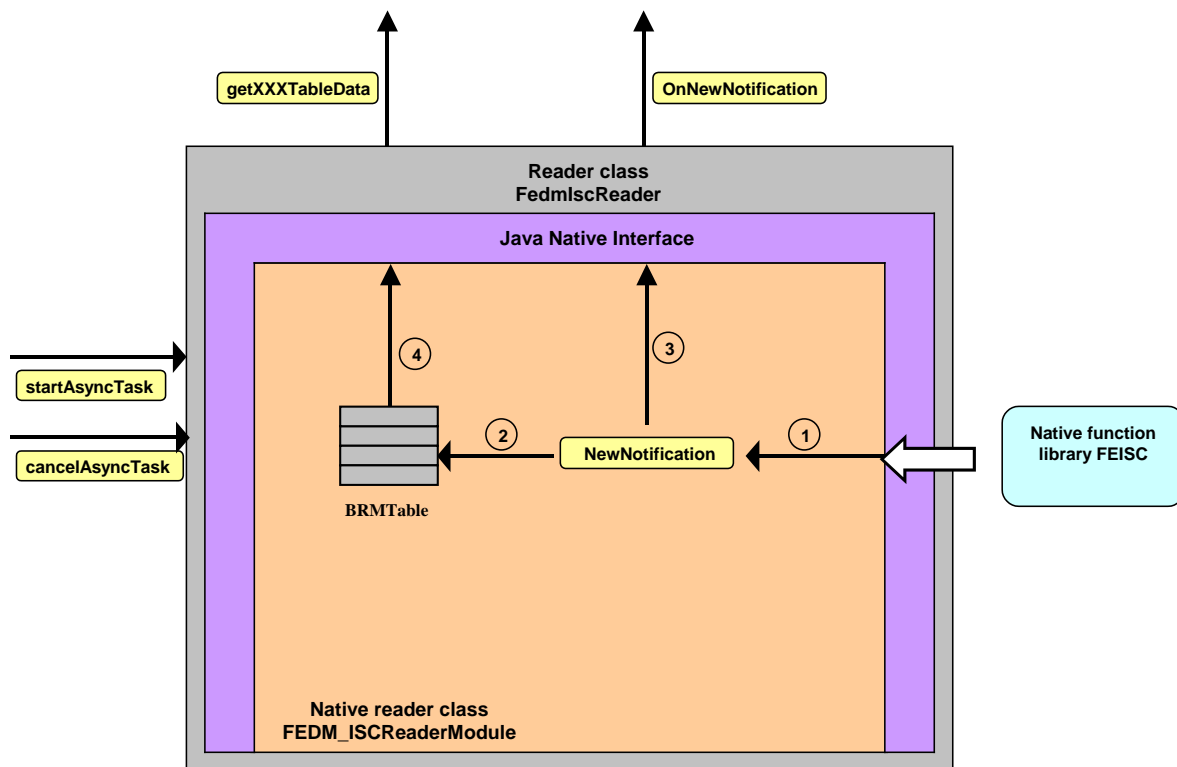 getXXXTableData
OnNewNotification
Reader class
FedmIscReader
Java Native Interface
4
3
startAsyncTask
2
1
Native function
library FEISC
NewNotification
cancelAsyncTask
BRMTable
Native reader class
FEDM_ISCReaderModule